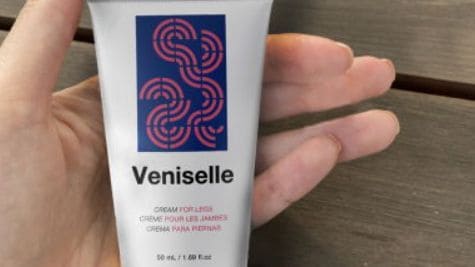 Veniselle
CREAM FOR LEGS
CRÈME POUR LES JAMBES
CREMA PARA PIERNAS
50 mL / 1.69 fl.oz